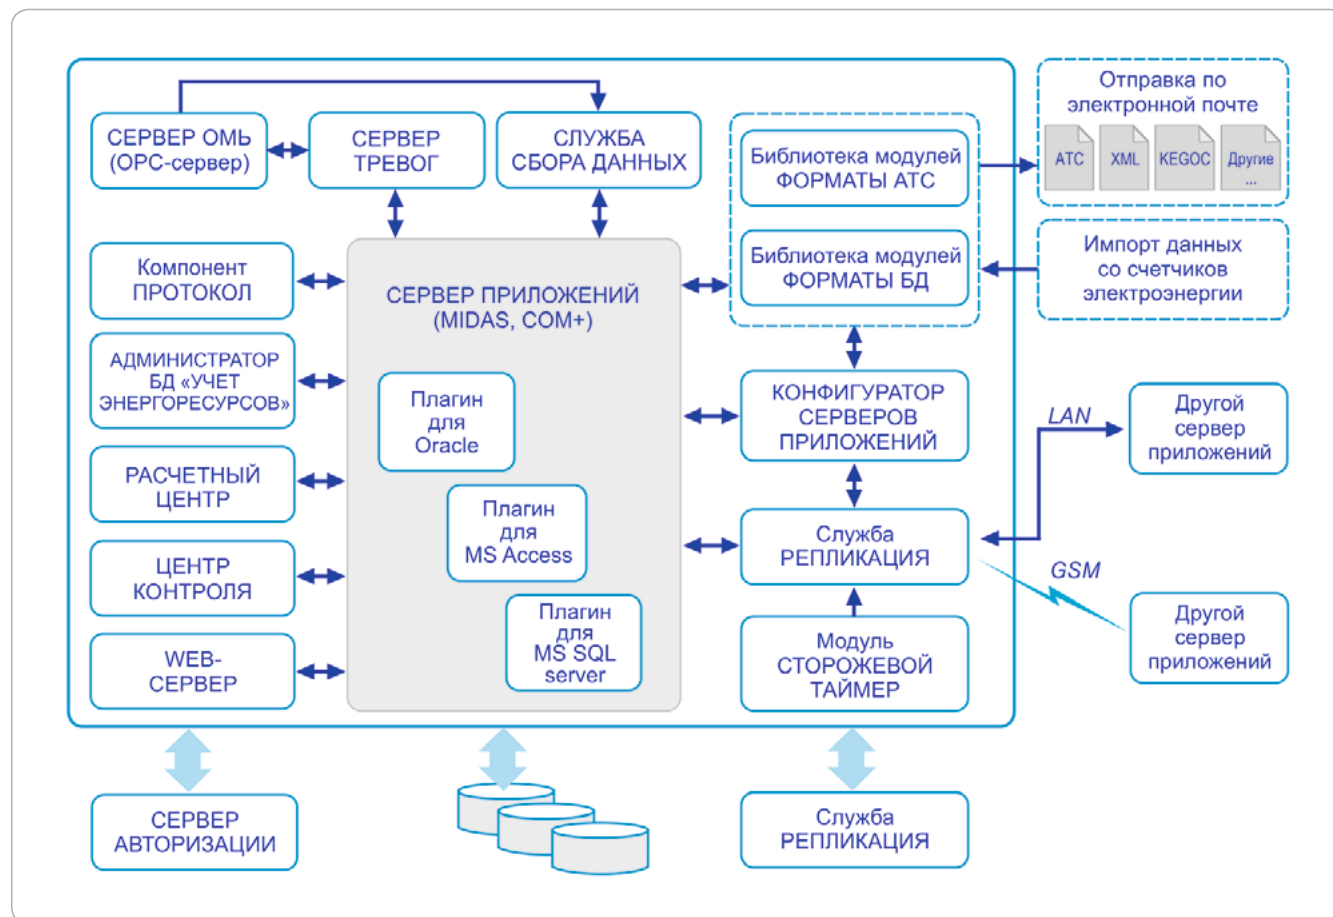 СЕРВЕР ОМЬ
(OPC-сервер)
СЕРВЕР
ТРЕВОГ
СЛУЖБА
СБОРА ДАННЫХ
Библиотека модулей
ФОРМАТЫ АТС
Отправка по
электронной почте
АТС
XML
KEGOC
Другие
...
Компонент
ПРОТОКОЛ
СЕРВЕР ПРИЛОЖЕНИЙ
(MIDAS, COM+)
Библиотека модулей
ФОРМАТЫ БД
Импорт данных
со счетчиков
электроэнергии
АДМИНИСТРАТОР
БД «УЧЕТ
ЭНЕРГОРЕСУРСОВ»
Плагин
для
Oracle
КОНФИГУРАТОР
СЕРВЕРОВ
ПРИЛОЖЕНИЙ
LAN
Другой
сервер
приложений
РАСЧЕТНЫЙ
ЦЕНТР
Плагин
для
MS Access
Служба
РЕПЛИКАЦИЯ
ЦЕНТР
КОНТРОЛЯ
GSM
Другой
сервер
приложений
Плагин
для
MS SQL
server
WEB-
СЕРВЕР
Модуль
СТОРОЖЕВОЙ
ТАЙМЕР
СЕРВЕР
АВТОРИЗАЦИИ
Служба
РЕПЛИКАЦИЯ